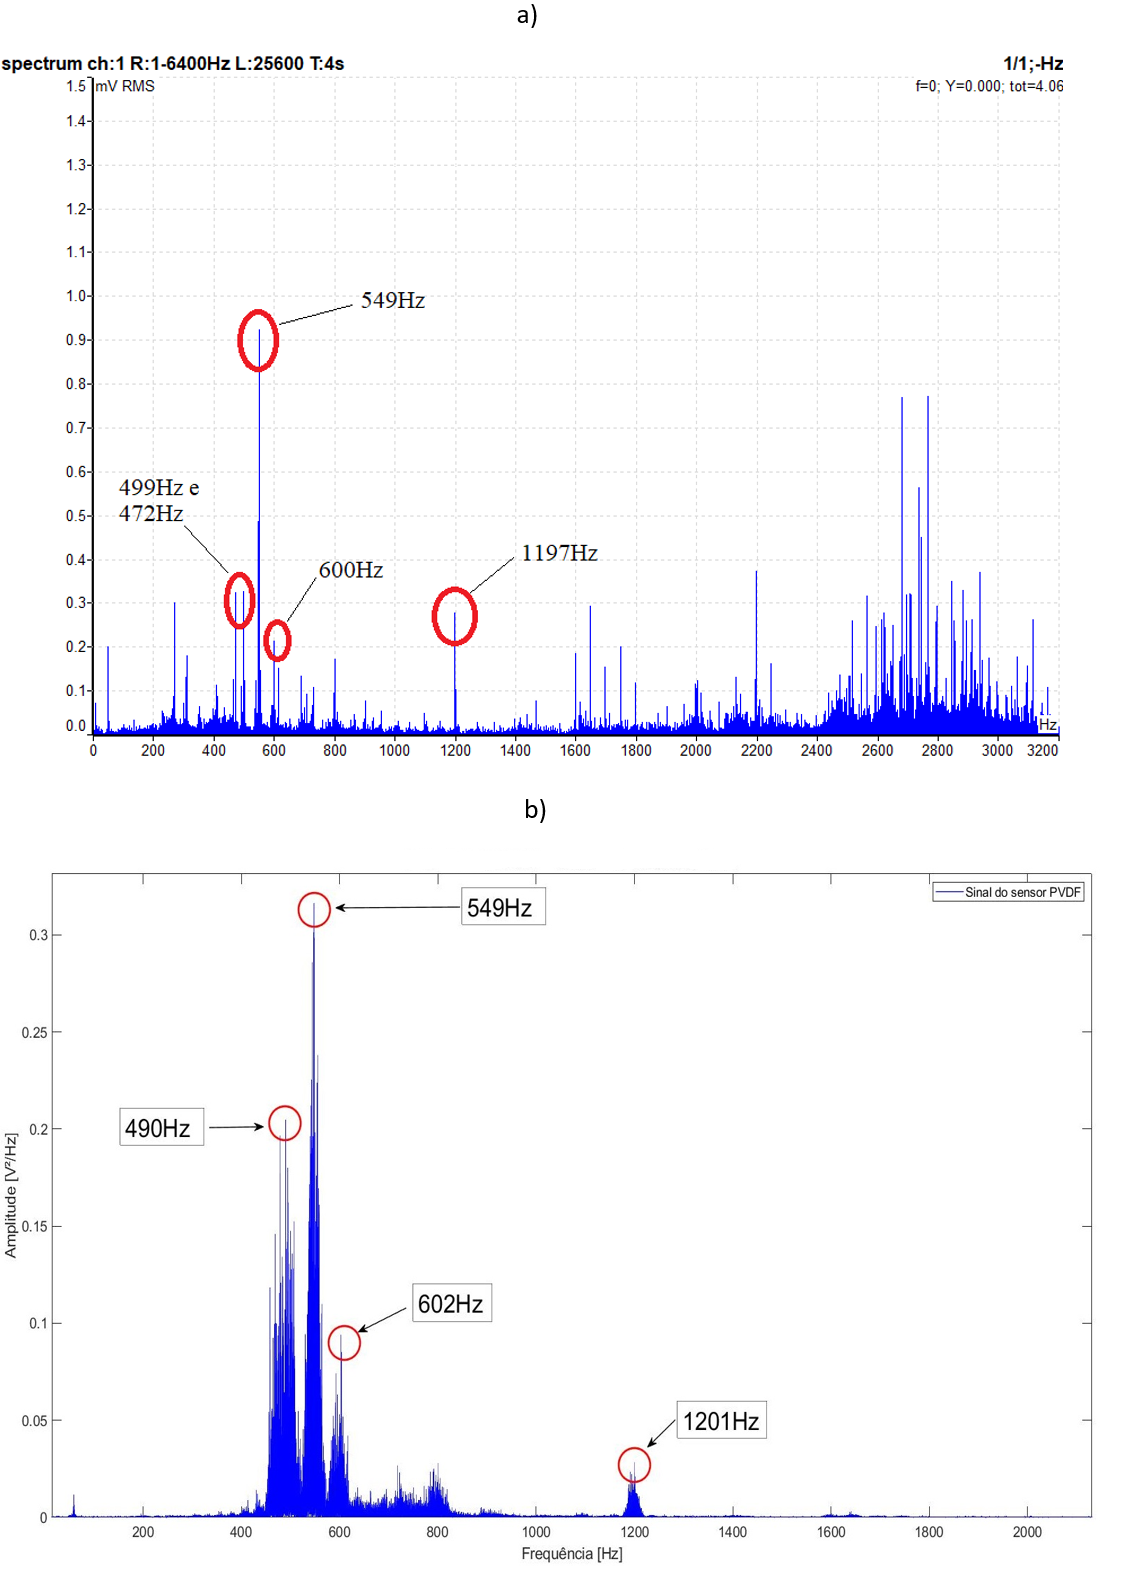 a)
spectrum ch:1 R:1-6400Hz L:25600 T:4s
1/1;-Hz
1.5
mV RMS
f=0; Y=0.000; tot=4.06
1.4
1.3
1.2
1.1
1.0
549Hz
0.9
0.8
0.7
0.6
499Hz e
472Hz
0.5
0.4
600Hz
1197Hz
0.3
0.2
0.1
0.0
Hz
0 200 400 600 800 1000 1200 1400 1600 1800 2000 2200 2400 2600 2800 3000 3200
b)
Sinal do sensor PVDF
549Hz
0.3
0.25
490Hz
0.2
0.15
602Hz
0.1
1201Hz
0.05
0
Amplitude [V²/Hz]
200 400 600 800 1000 1200 1400 1600 1800 2000
Frequência [Hz]